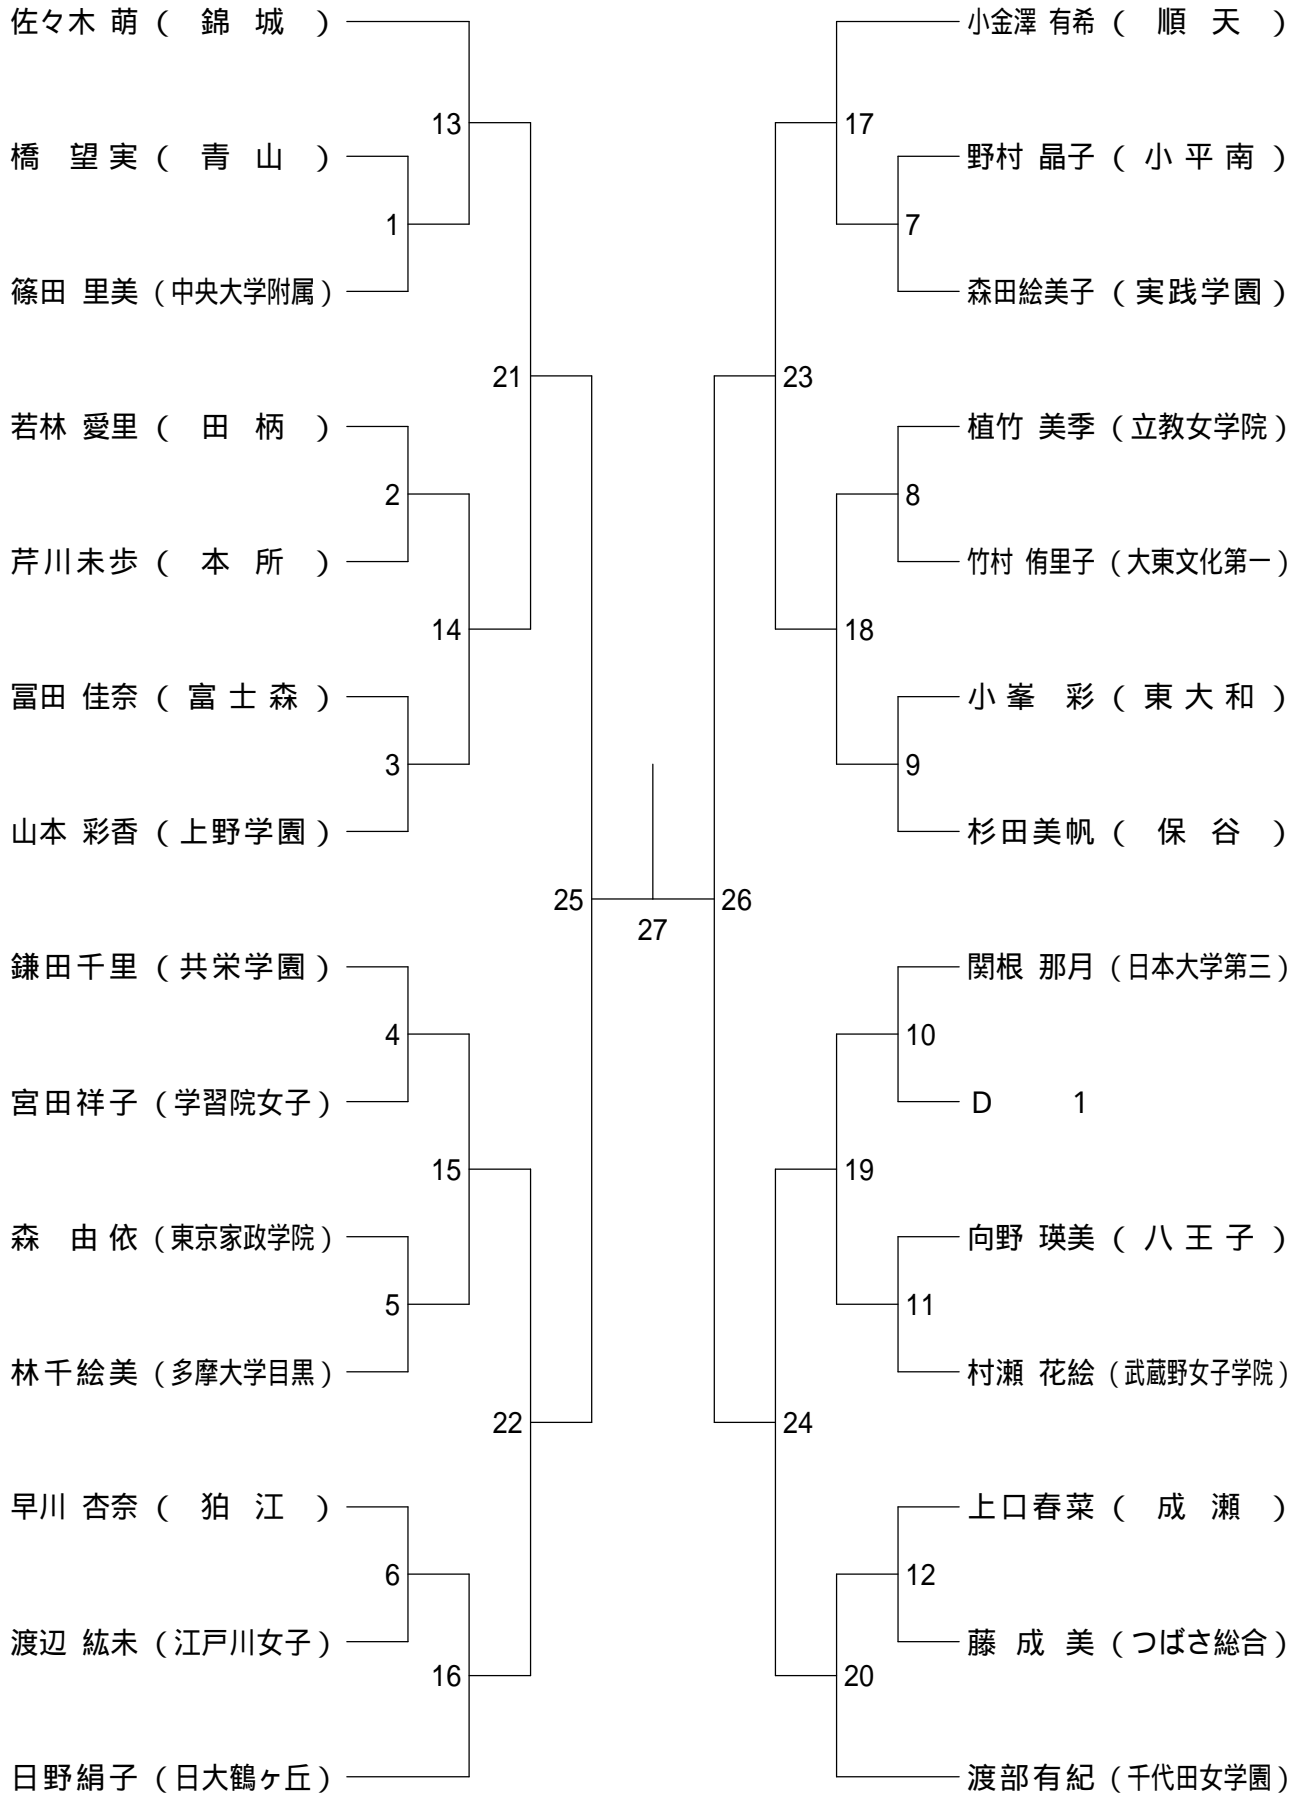 佐々木 萌 ( 錦 城 )
13
橋 望実 ( 青 山 )
1
篠田 里美 (中央大学附属)
21
若林 愛里 ( 田 柄 )
2
芹川未歩 ( 本 所 )
14
冨田 佳奈 ( 富士森 )
3
山本 彩香 (上野学園)
25
鎌田千里 (共栄学園)
4
宮田祥子 (学習院女子)
15
森 由依 (東京家政学院)
5
林千絵美 (多摩大学目黒)
22
早川 杏奈 ( 狛 江 )
6
渡辺 紘未 (江戸川女子)
16
日野絹子 (日大鶴ヶ丘)
27
小金澤 有希 ( 順 天 )
17
野村 晶子 ( 小平南 )
7
森田絵美子 (実践学園)
23
植竹 美季 (立教女学院)
8
竹村 侑里子 (大東文化第一)
18
小峯 彩 ( 東大和 )
9
杉田美帆 ( 保 谷 )
26
関根 那月 (日本大学第三)
10
D 1
19
向野 瑛美 ( 八王子 )
11
村瀬 花絵 (武蔵野女子学院)
24
上口春菜 ( 成 瀬 )
12
藤 成美 (つばさ総合)
20
渡部有紀 (千代田女学園)